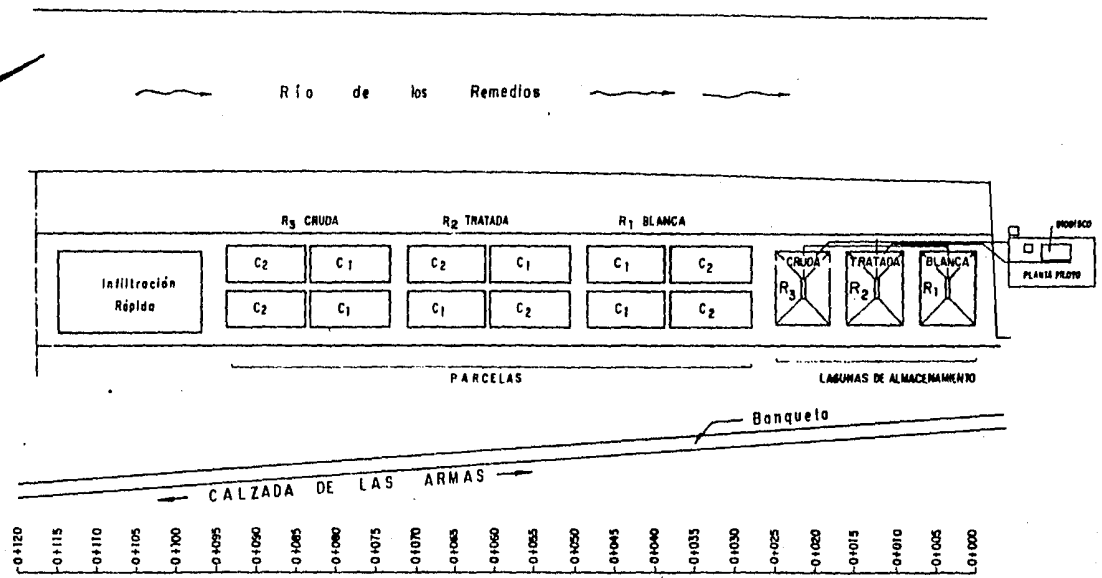 Río de los Remedios
R3 CRUDA R2 TRATADA R1 BLANCA
BIODISCO
PLANTA PILOTO
Infiltración
Rápida
C2 C1 C2 C1 C1 C2
C2 C1 C1 C2 C1 C2
CRUDA TRATADA BLANCA
R3 R2 R1
PARCELAS
LAGUNAS DE ALMACENAMIENTO
Banqueta
CALZADA DE LAS ARMAS
0+120 0+115 0+110 0+105 0+100 0+095 0+090 0+085 0+080 0+075 0+070 0+065 0+060 0+055 0+050 0+045 0+040 0+035 0+030 0+025 0+020 0+015 0+010 0+005 0+000